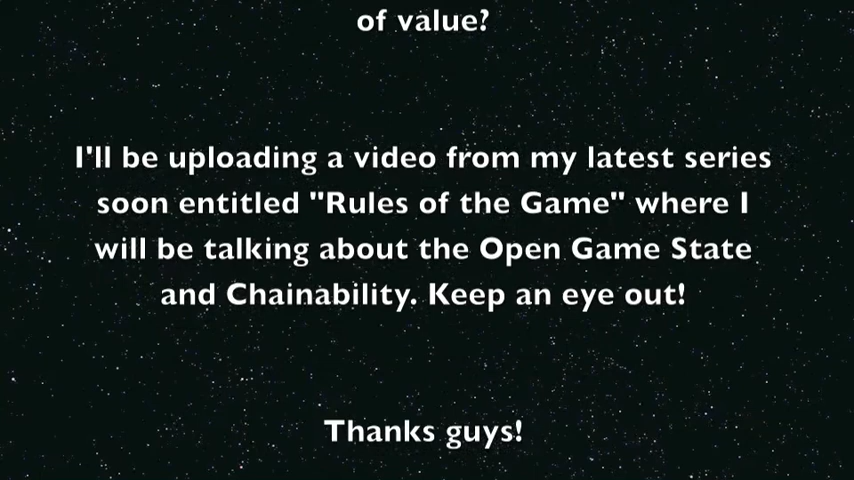 of value?
I'll be uploading a video from my latest series
soon entitled "Rules of the Game" where I
will be talking about the Open Game State
and Chainability. Keep an eye out!
Thanks guys!